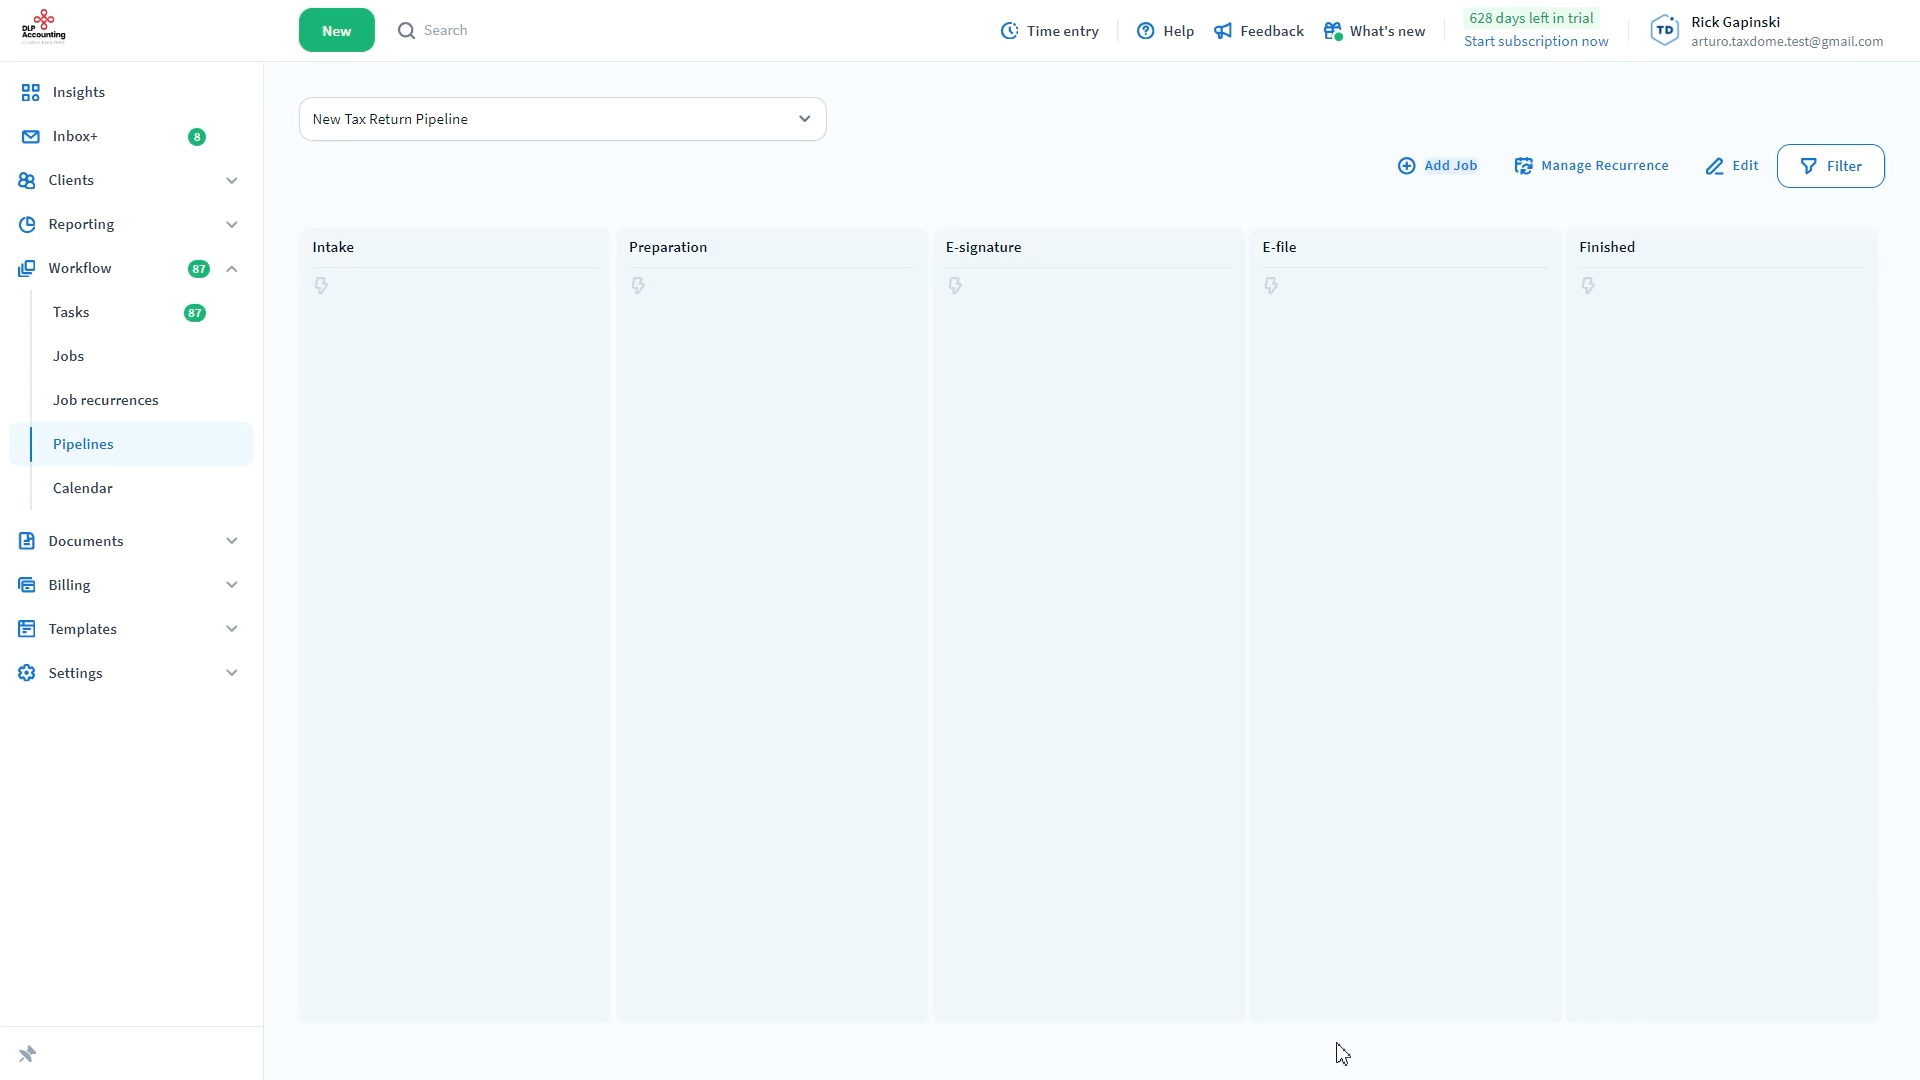 DLP
Accounting
New
Search
Time entry
Help
Feedback
What's new
628 days left in trial
Start subscription now
TD
Rick Gapinski
arturo.taxdome.test@gmail.com
Insights
Inbox+ 8
Clients
Reporting
Workflow 87
Tasks 87
Jobs
Job recurrences
Pipelines
Calendar
Documents
Billing
Templates
Settings
New Tax Return Pipeline
Add Job
Manage Recurrence
Edit
Filter
Intake
Preparation
E-signature
E-file
Finished